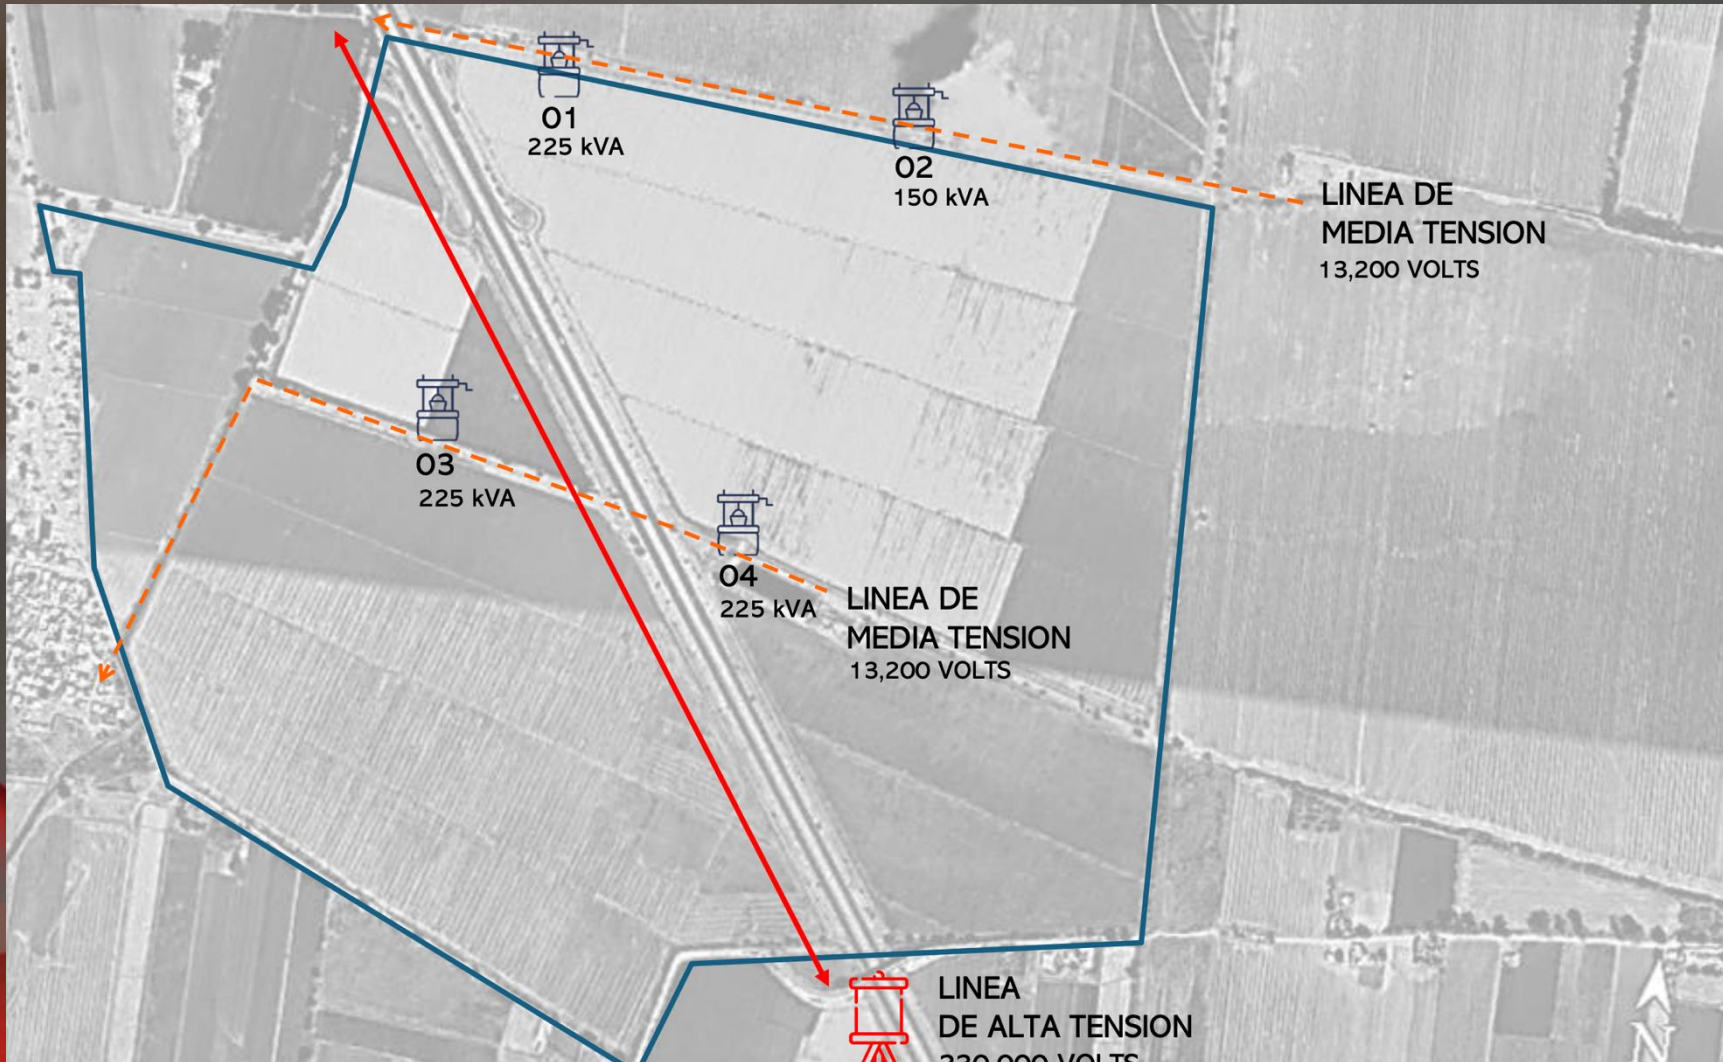 01
225 kVA
02
150 kVA
LINEA DE
MEDIA TENSION
13,200 VOLTS
03
225 kVA
04
225 kVA
LINEA DE
MEDIA TENSION
13,200 VOLTS
LINEA
DE ALTA TENSION
VOLTS
N